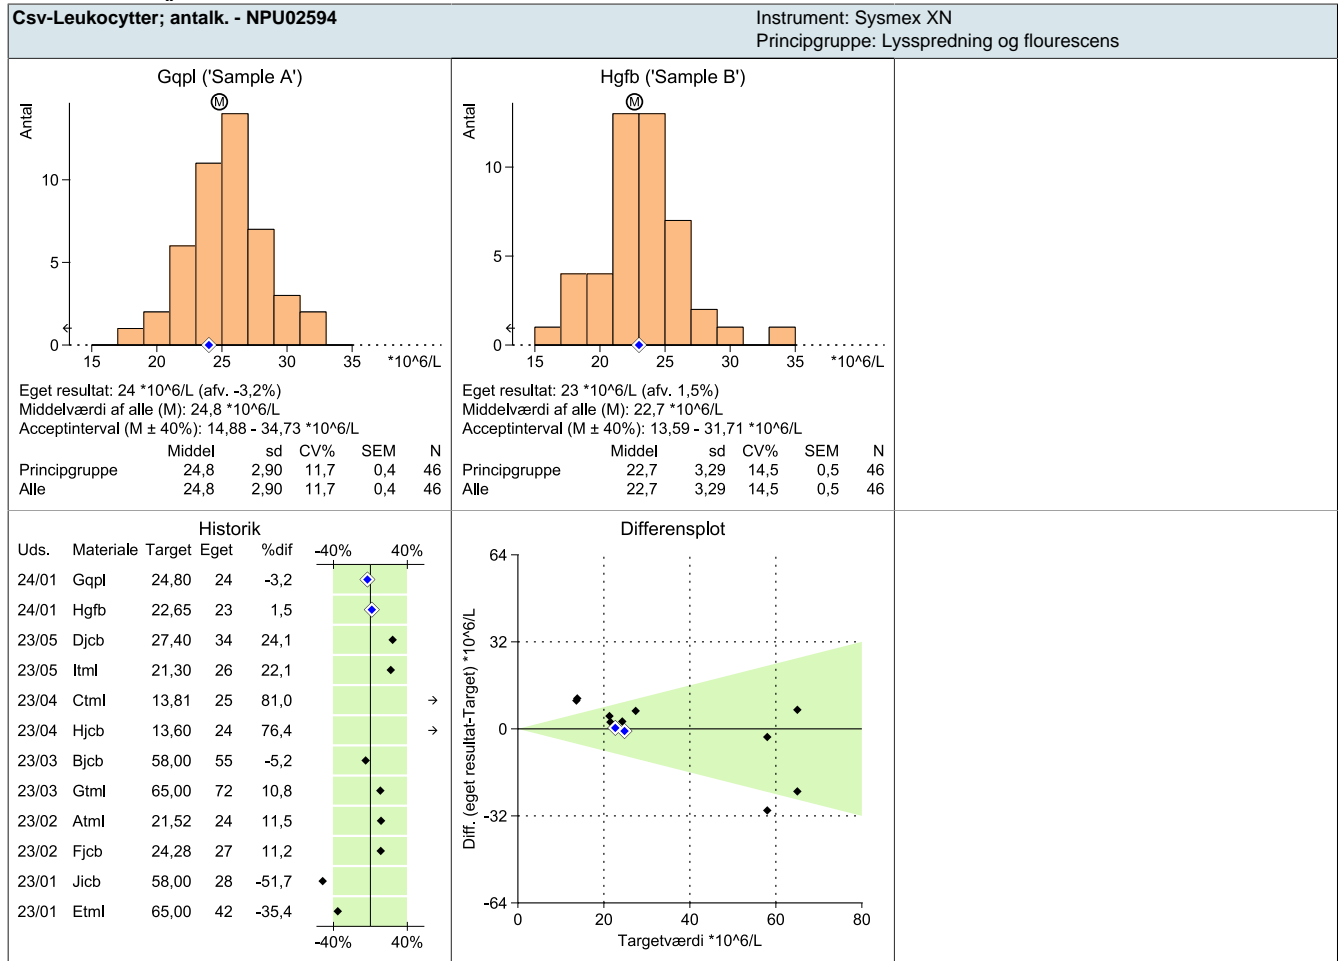 Csv-Leukocytter; antalk. - NPU02594
Instrument: Sysmex XN
Principgruppe: Lysspredning og flourescens
Gqpl ('Sample A')
M
Antal
10
5
0
15 20 25 30 35 *10^6/L
Eget resultat: 24 *10^6/L (afv. -3,2%)
Middelværdi af alle (M): 24,8 *10^6/L
Acceptinterval (M ± 40%): 14,88 - 34,73 *10^6/L
Middel sd CV% SEM N
Principgruppe 24,8 2,90 11,7 0,4 46
Alle 24,8 2,90 11,7 0,4 46
Hgfb ('Sample B')
M
Antal
10
5
0
15 20 25 30 35 *10^6/L
Eget resultat: 23 *10^6/L (afv. 1,5%)
Middelværdi af alle (M): 22,7 *10^6/L
Acceptinterval (M ± 40%): 13,59 - 31,71 *10^6/L
Middel sd CV% SEM N
Principgruppe 22,7 3,29 14,5 0,5 46
Alle 22,7 3,29 14,5 0,5 46
Historik
Uds. Materiale Target Eget %dif -40% 40%
24/01 Gqpl 24,80 24 -3,2
24/01 Hgfb 22,65 23 1,5
23/05 Djcb 27,40 34 24,1
23/05 Itml 21,30 26 22,1
23/04 Ctml 13,81 25 81,0
23/04 Hjcb 13,60 24 76,4
23/03 Bjcb 58,00 55 -5,2
23/03 Gtml 65,00 72 10,8
23/02 Atml 21,52 24 11,5
23/02 Fjcb 24,28 27 11,2
23/01 Jicb 58,00 28 -51,7
23/01 Etml 65,00 42 -35,4
-40% 40%
Differensplot
Diff. (eget resultat-Target) *10^6/L
64
32
0
-32
-64
0 20 40 60 80
Targetværdi *10^6/L